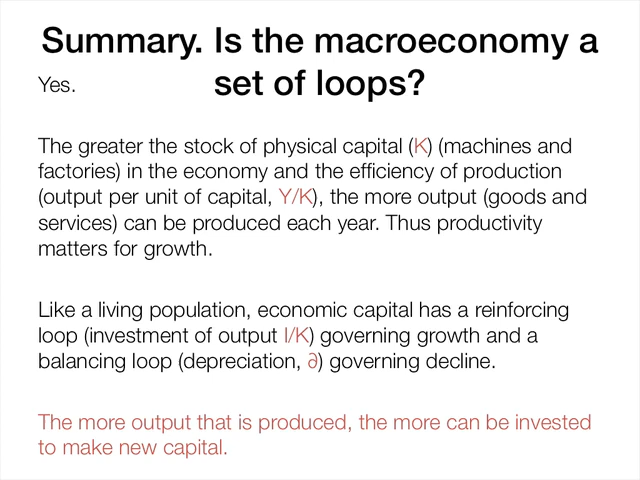 Summary. Is the macroeconomy a
set of loops?
Yes.
The greater the stock of physical capital (K) (machines and
factories) in the economy and the efficiency of production
(output per unit of capital, Y/K), the more output (goods and
services) can be produced each year. Thus productivity
matters for growth.
Like a living population, economic capital has a reinforcing
loop (investment of output I/K) governing growth and a
balancing loop (depreciation, ∂) governing decline.
The more output that is produced, the more can be invested
to make new capital.